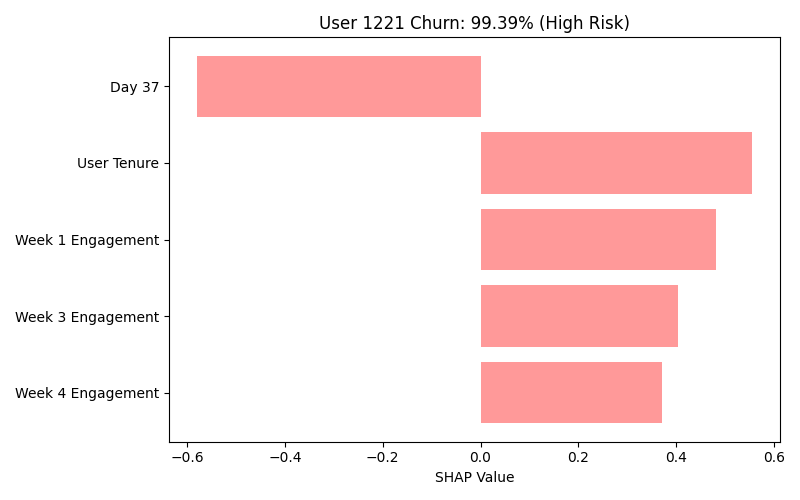 User 1221 Churn: 99.39% (High Risk)
Day 37
User Tenure
Week 1 Engagement
Week 3 Engagement
Week 4 Engagement
−0.6 −0.4 −0.2 0.0 0.2 0.4 0.6
SHAP Value